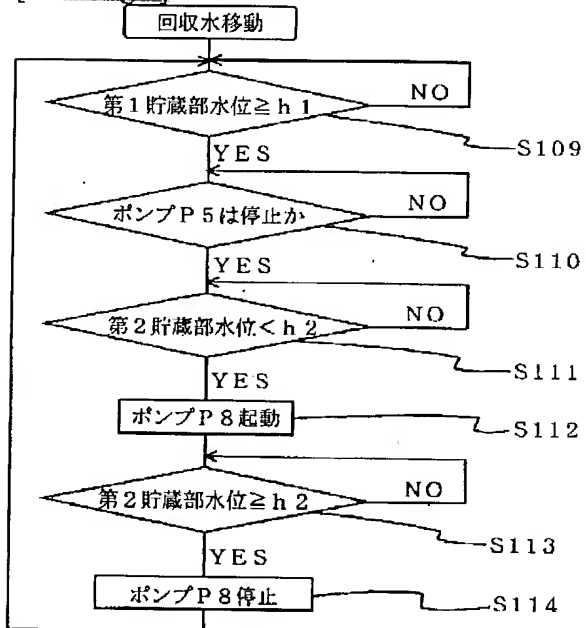 回収水移動
第1貯蔵部水位≧h1
NO
S109
YES
ポンプP5は停止か
NO
S110
YES
第2貯蔵部水位<h2
NO
S111
YES
ポンプP8起動
S112
第2貯蔵部水位≧h2
NO
S113
YES
ポンプP8停止
S114